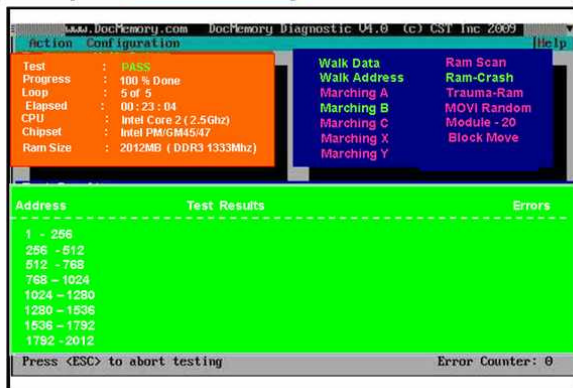 www.DocMemory.com DocMemory Diagnostic V4.0 (c) CST Inc 2009
Action Configuration Help
Test : PASS
Progress : 100 % Done
Loop : 5 of 5
Elapsed : 00 : 23 : 04
CPU : Intel Core 2 ( 2.5Ghz)
Chipset : Intel PM/GM45/47
Ram Size : 2012MB ( DDR3 1333Mhz)
Walk Data
Walk Address
Marching A
Marching B
Marching C
Marching X
Marching Y
Ram Scan
Ram-Crash
Trauma-Ram
MOVI Random
Module - 20
Block Move
Address Test Results Errors
1 - 256
256 -512
512 -768
768 – 1024
1024 – 1280
1280 – 1536
1536 – 1792
1792 -2012
Press <ESC> to abort testing Error Counter: 0